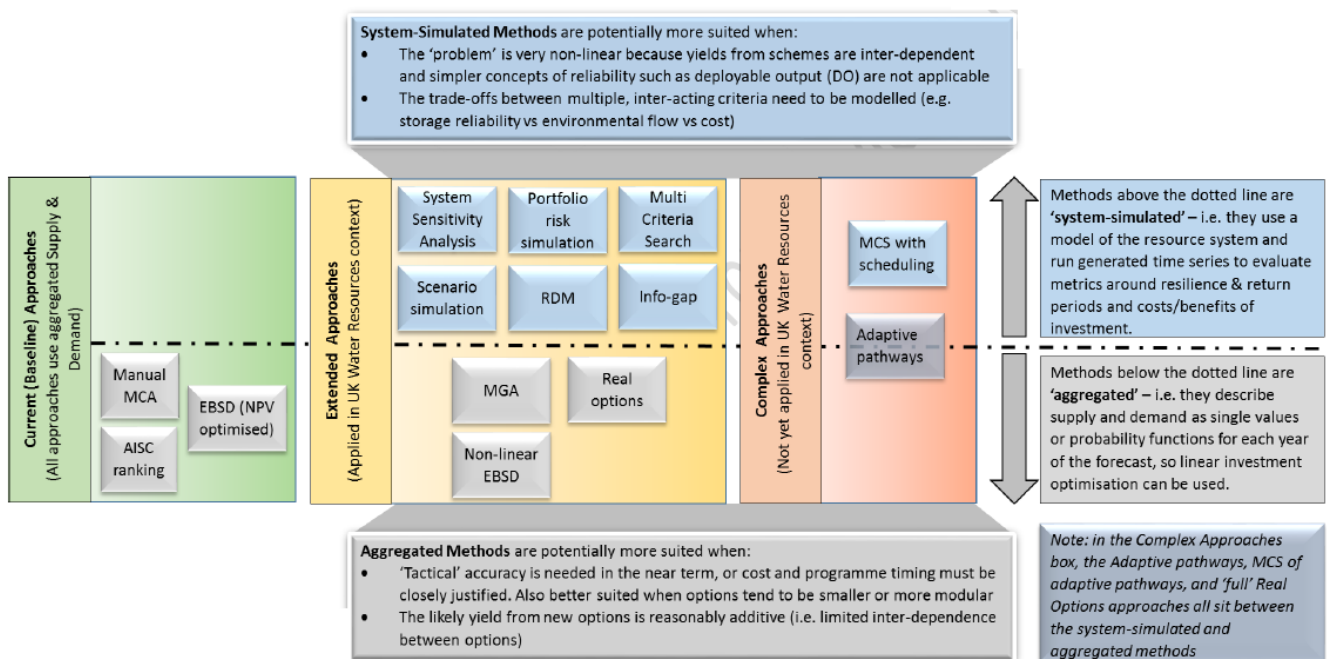 System-Simulated Methods are potentially more suited when:
• The ‘problem’ is very non-linear because yields from schemes are inter-dependent
and simpler concepts of reliability such as deployable output (DO) are not applicable
• The trade-offs between multiple, inter-acting criteria need to be modelled (e.g.
storage reliability vs environmental flow vs cost)
Current (Baseline) Approaches
(All approaches use aggregated Supply &
Demand)
Manual
MCA
AISC
ranking
EBSD (NPV
optimised)
Extended Approaches
(Applied in UK Water Resources context)
System
Sensitivity
Analysis
Portfolio
risk
simulation
Multi
Criteria
Search
Scenario
simulation
RDM
Info-gap
MGA
Real
options
Non-linear
EBSD
Complex Approaches
(Not yet applied in UK Water Resources
context)
MCS with
scheduling
Adaptive
pathways
Methods above the dotted line are
‘system-simulated’ – i.e. they use a
model of the resource system and
run generated time series to evaluate
metrics around resilience & return
periods and costs/benefits of
investment.
Methods below the dotted line are
‘aggregated’ – i.e. they describe
supply and demand as single values
or probability functions for each year
of the forecast, so linear investment
optimisation can be used.
Aggregated Methods are potentially more suited when:
• ‘Tactical’ accuracy is needed in the near term, or cost and programme timing must be
closely justified. Also better suited when options tend to be smaller or more modular
• The likely yield from new options is reasonably additive (i.e. limited inter-dependence
between options)
Note: in the Complex Approaches
box, the Adaptive pathways, MCS of
adaptive pathways, and ‘full’ Real
Options approaches all sit between
the system-simulated and
aggregated methods